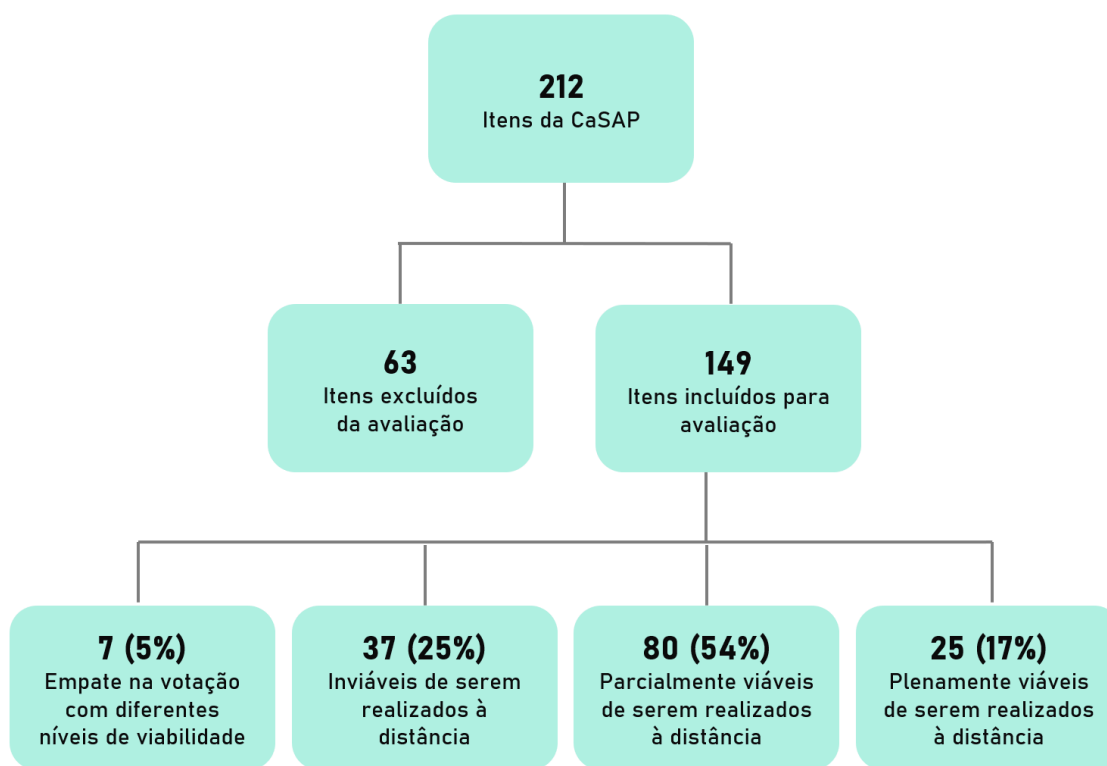 212
Itens da CaSAP
63
Itens excluídos
da avaliação
149
Itens incluídos para
avaliação
7 (5%)
Empate na votação
com diferentes
níveis de viabilidade
37 (25%)
Inviáveis de serem
realizados à
distância
80 (54%)
Parcialmente viáveis
de serem realizados
à distância
25 (17%)
Plenamente viáveis
de serem realizados
à distância